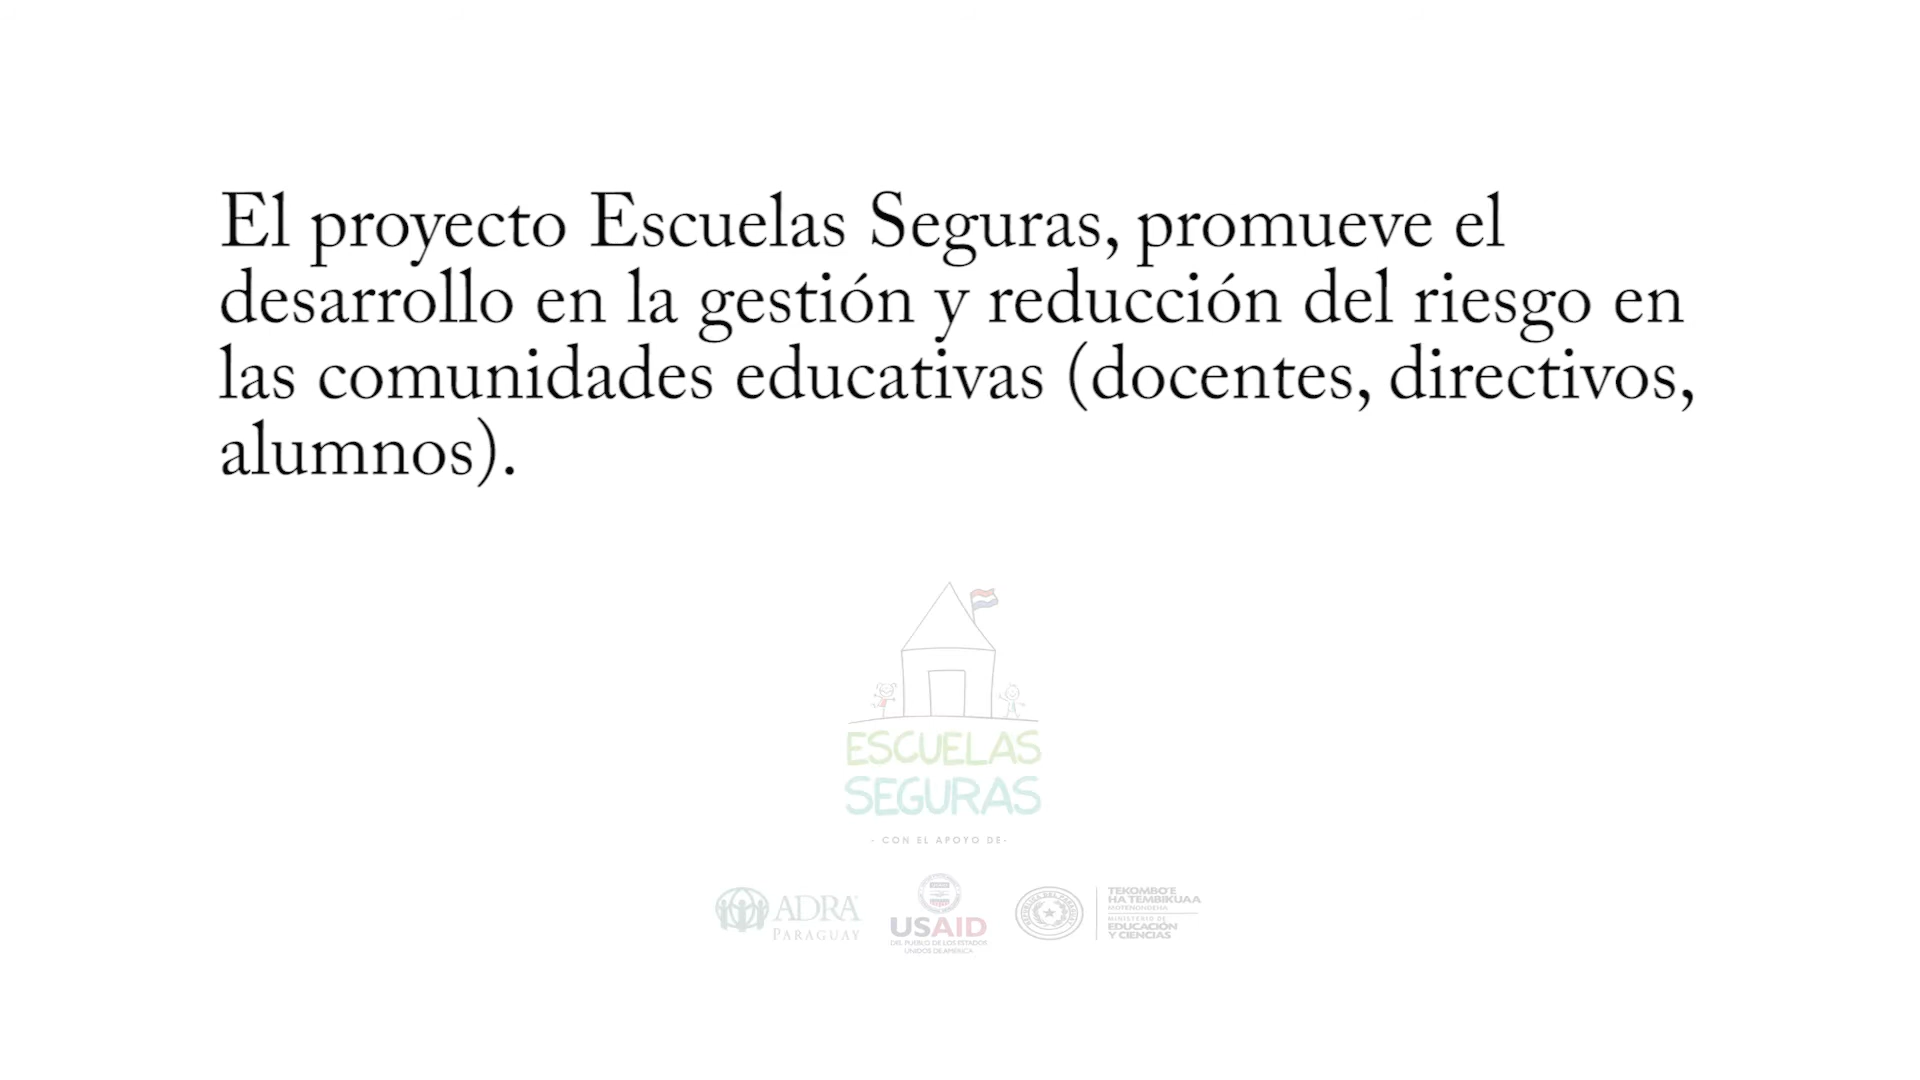 El proyecto Escuelas Seguras, promueve el
desarrollo en la gestión y reducción del riesgo en
las comunidades educativas (docentes, directivos,
alumnos).
ESCUELAS
SEGURAS
- CON EL APOYO DE-
ADRA
PARAGUAY
USAID
DEL PUEBLO DE LOS ESTADOS
UNIDOS DE AMÉRICA
TEKOMBO'E
HA TEMBIKUAA
MOTENONDEHA
MINISTERIO DE
EDUCACIÓN
Y CIENCIAS